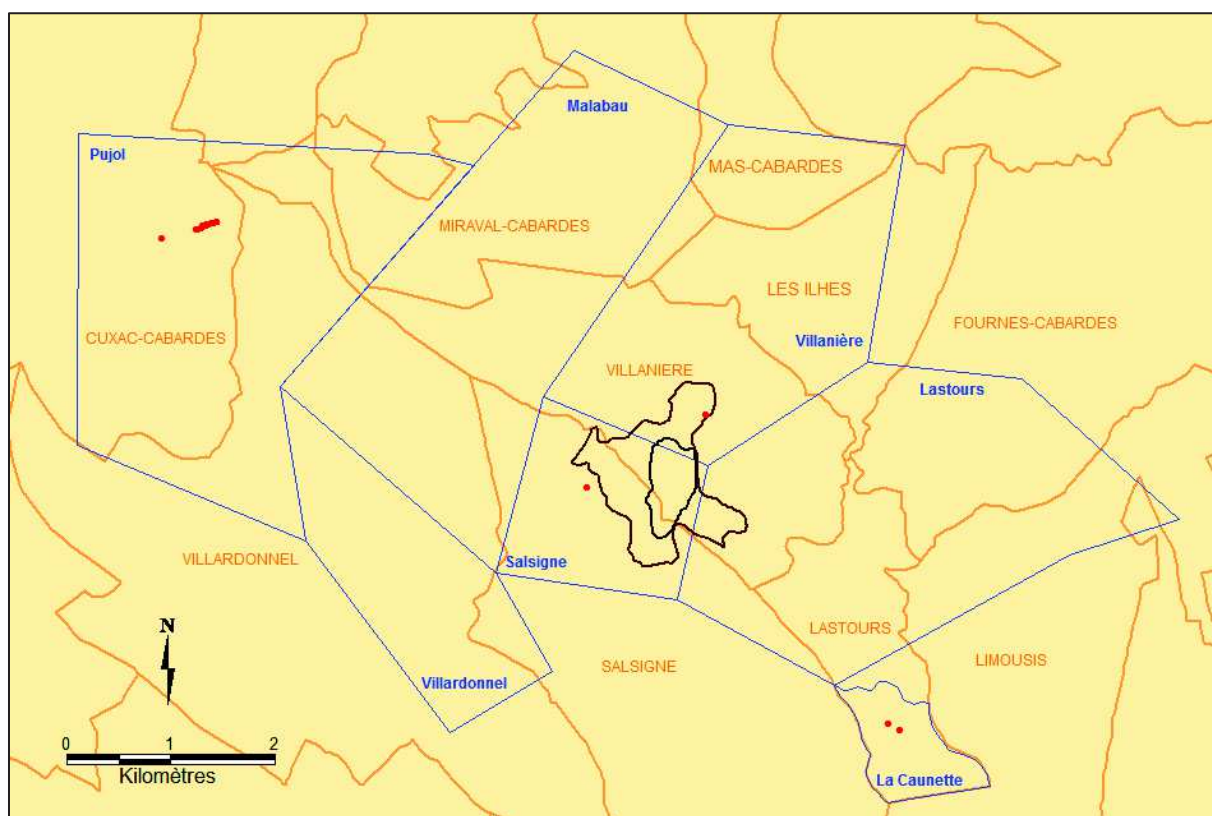 Malabau
Pujol
MAS-CABARDES
MIRAVAL-CABARDES
LES ILHES
FOURNES-CABARDES
CUXAC-CABARDES
Villanière
VILLANIERE
Lastours
VILLARDONNEL
Salsigne
N
LASTOURS
SALSIGNE
LIMOUSIS
Villardonnel
0 1 2
Kilomètres
La Caunette